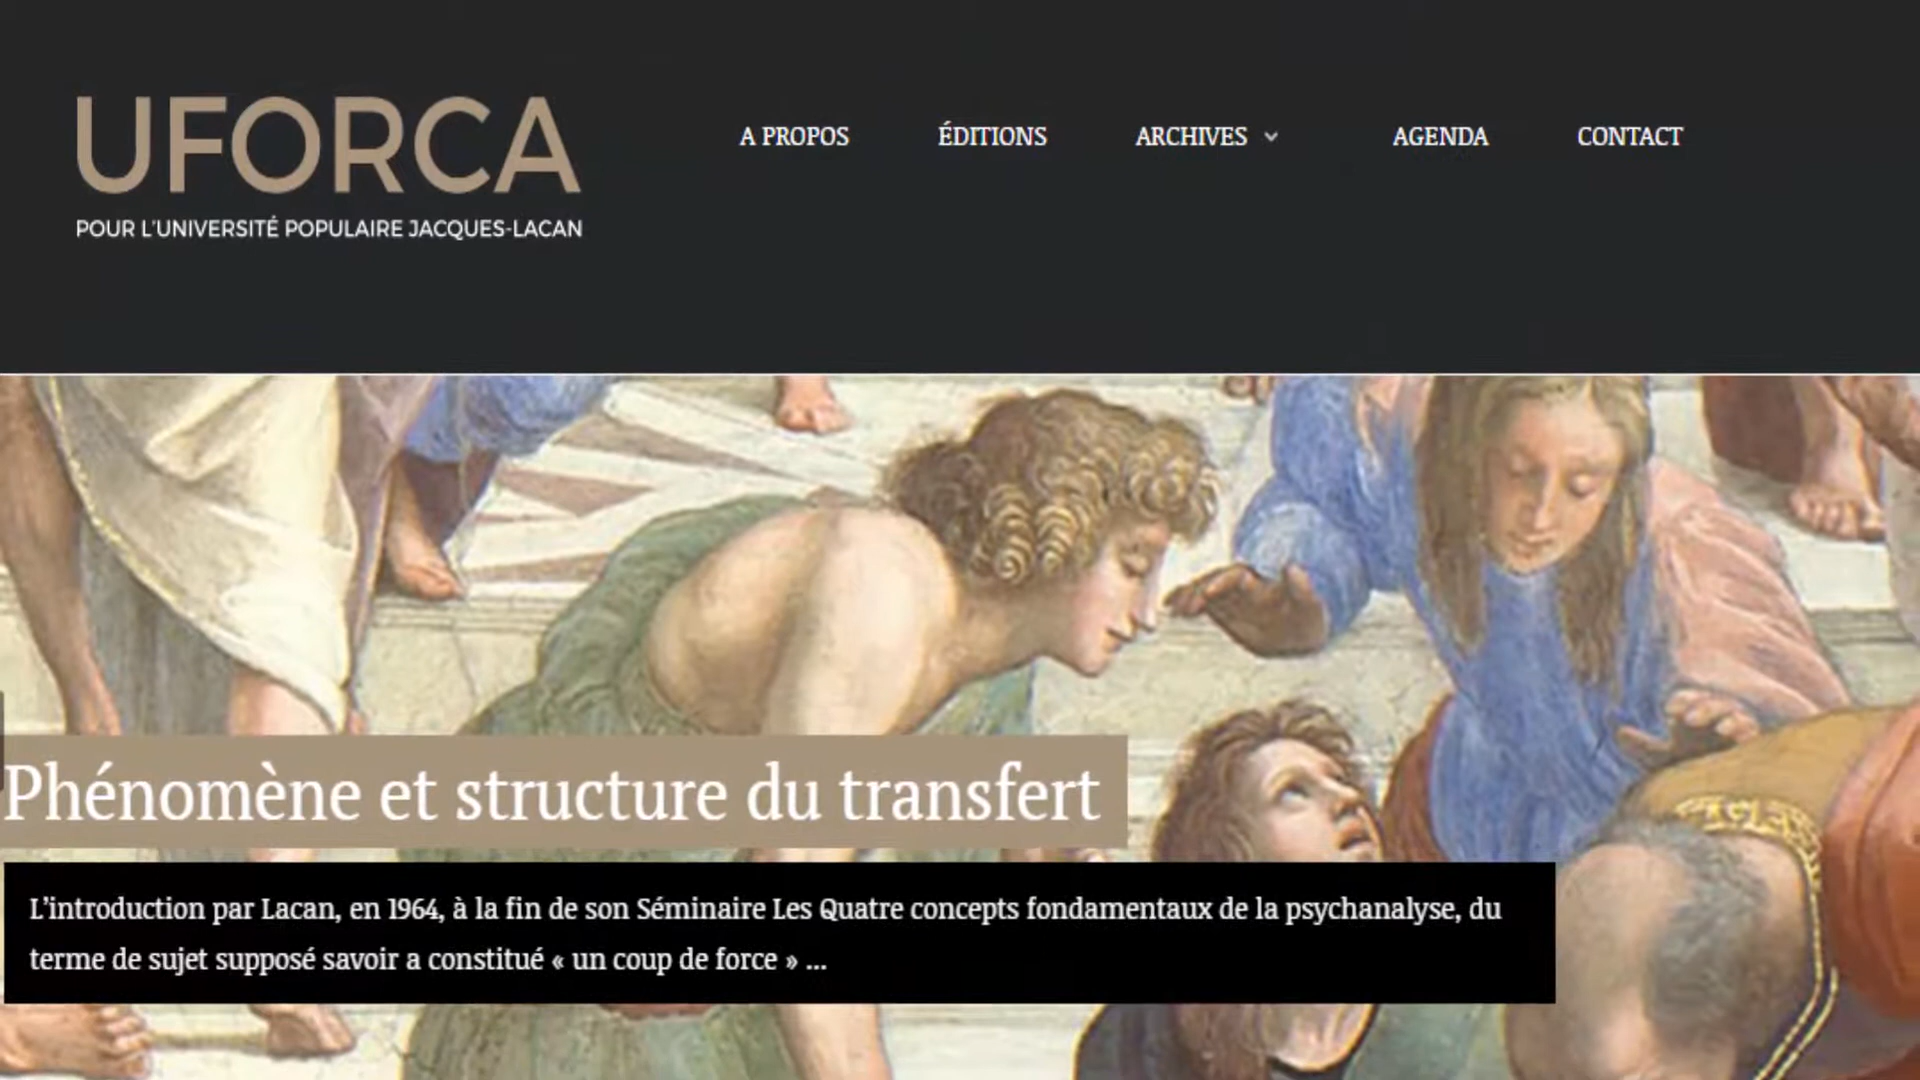 UFORCA
POUR L'UNIVERSITÉ POPULAIRE JACQUES-LACAN
A PROPOS
ÉDITIONS
ARCHIVES
AGENDA
CONTACT
Phénomène et structure du transfert
L’introduction par Lacan, en 1964, à la fin de son Séminaire Les Quatre concepts fondamentaux de la psychanalyse, du
terme de sujet supposé savoir a constitué « un coup de force » ...